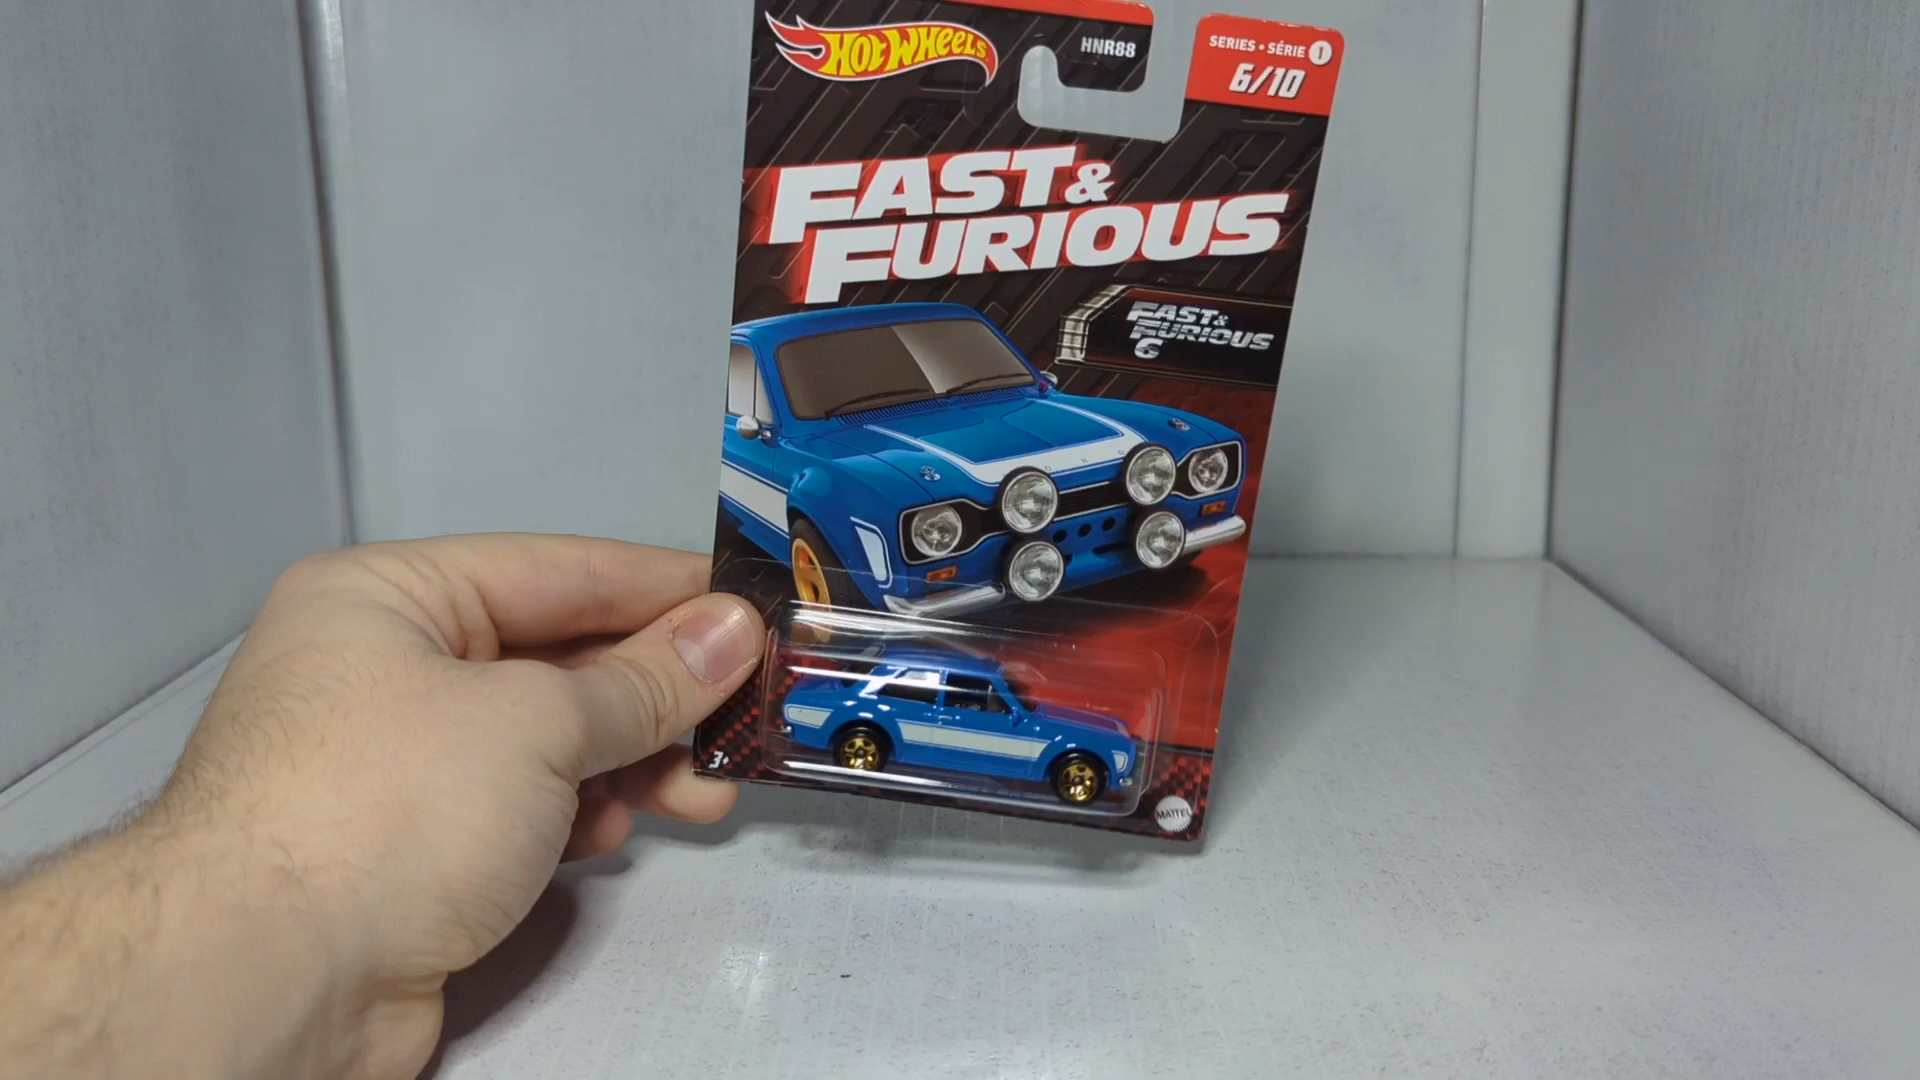 HOT WHEELS
HNR88
SERIES • SÉRIE 1
6/10
FAST &
FURIOUS
FAST &
FURIOUS
6
3+
MATTEL